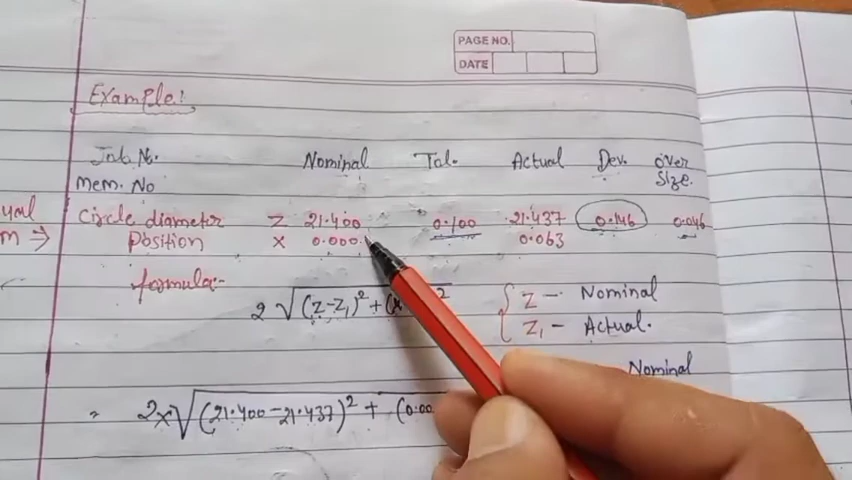 PAGE NO.
DATE
Example:
Job No. Nominal Tol. Actual Dev. over size.
Mem. No
Circle diameter Z 21.400 0.100 21.437 0.146 0.046
Position X 0.000 0.063
m →
formula:-
2 √(Z-Z₁)² + (x ² { Z - Nominal
Z₁ - Actual.
Nominal
2x√(21.400-21.437)² + (0.00